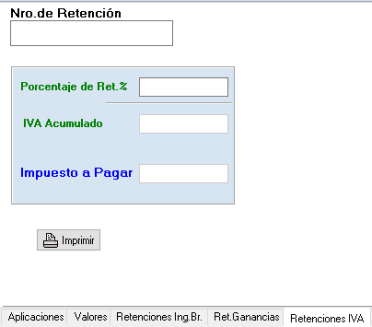 Nro.de Retención
Porcentaje de Ret.%
IVA Acumulado
Impuesto a Pagar
Imprimir
Aplicaciones Valores Retenciones Ing.Br. Ret.Ganancias Retenciones IVA